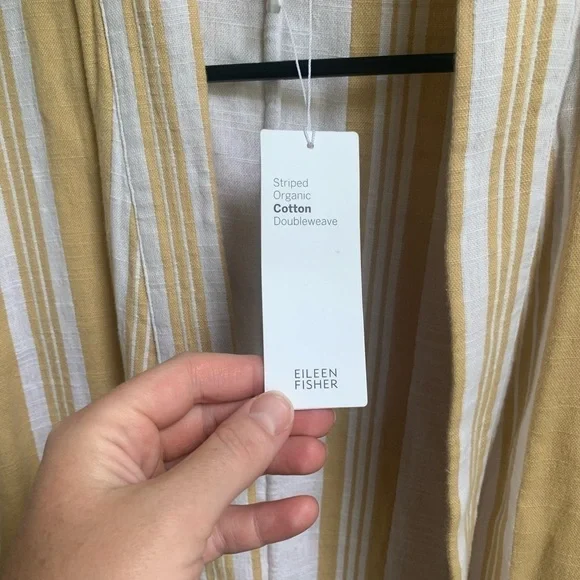 Striped
Organic
Cotton
Doubleweave
EILEEN
FISHER